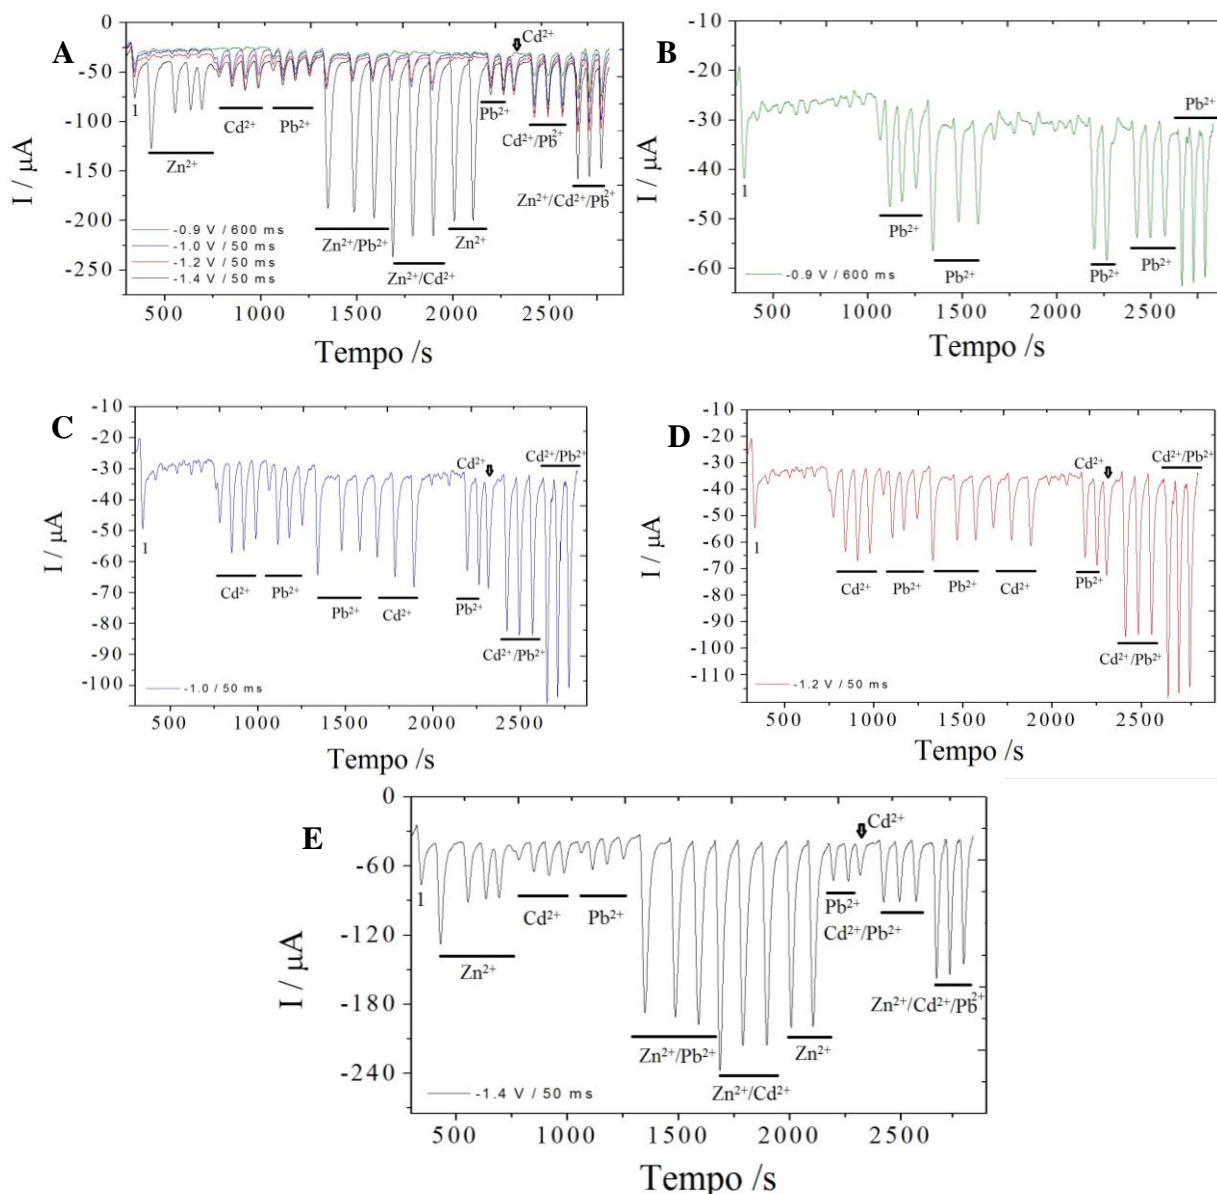 A
Cd²⁺
-50
-100
-150
-200
-250
I / µA
1
Cd²⁺
Pb²⁺
Zn²⁺
Pb²⁺
Cd²⁺/Pb²⁺
Zn²⁺/Cd²⁺/Pb²⁺
Zn²⁺/Pb²⁺
Zn²⁺
Zn²⁺/Cd²⁺
-0.9 V / 600 ms
-1.0 V / 50 ms
-1.2 V / 50 ms
-1.4 V / 50 ms
500 1000 1500 2000 2500
Tempo /s
B
-10
-20
-30
-40
-50
-60
I / µA
1
Pb²⁺
Pb²⁺
Pb²⁺
Pb²⁺
Pb²⁺
-0.9 V / 600 ms
500 1000 1500 2000 2500
Tempo /s
C
-10
-20
-30
-40
-50
-60
-70
-80
-90
-100
I / µA
1
Cd²⁺/Pb²⁺
Cd²⁺
Cd²⁺
Pb²⁺
Pb²⁺
Cd²⁺
Pb²⁺
Cd²⁺/Pb²⁺
-1.0 / 50 ms
500 1000 1500 2000 2500
Tempo /s
D
-10
-20
-30
-40
-50
-60
-70
-80
-90
-100
-110
I / µA
1
Cd²⁺/Pb²⁺
Cd²⁺
Cd²⁺
Pb²⁺
Pb²⁺
Cd²⁺
Pb²⁺
Cd²⁺/Pb²⁺
-1.2 V / 50 ms
500 1000 1500 2000 2500
Tempo /s
E
0
-60
-120
-180
-240
I / µA
1
Cd²⁺
Cd²⁺
Pb²⁺
Pb²⁺
Cd²⁺/Pb²⁺
Zn²⁺
Zn²⁺/Cd²⁺/Pb²⁺
Zn²⁺/Pb²⁺
Zn²⁺
Zn²⁺/Cd²⁺
-1.4 V / 50 ms
500 1000 1500 2000 2500
Tempo /s